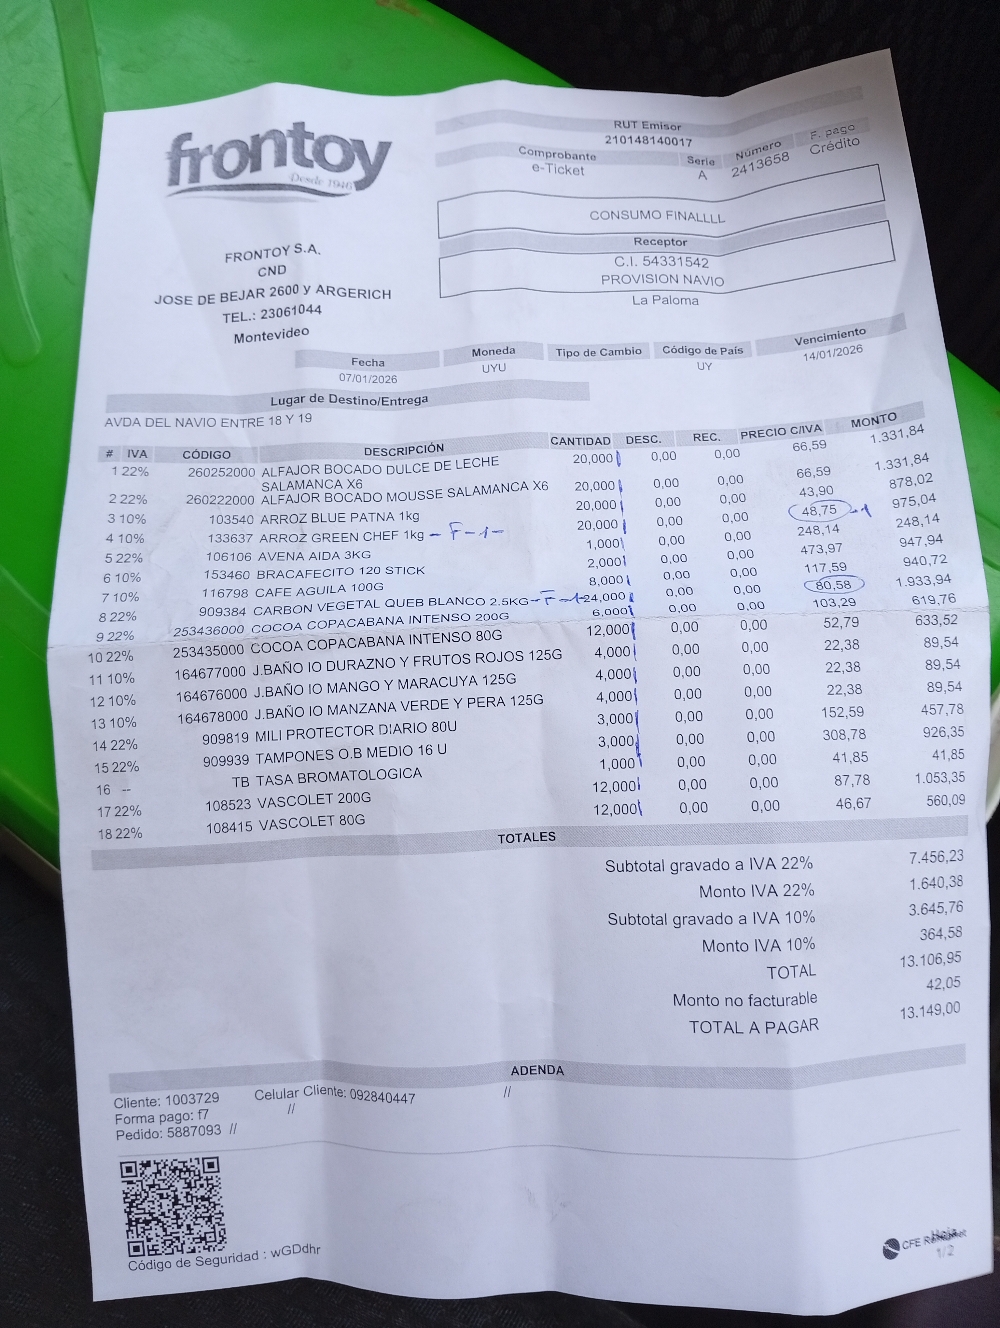 frontoy
Desde 1940
RUT Emisor
210148140017
Comprobante Serie Número F. pago
e-Ticket A 2413658 Crédito
CONSUMO FINALLLL
Receptor
C.I. 54331542
PROVISION NAVIO
La Paloma
FRONTOY S.A.
CND
JOSE DE BEJAR 2600 y ARGERICH
TEL.: 23061044
Montevideo
Fecha Moneda Tipo de Cambio Código de País Vencimiento
07/01/2026 UYU UY 14/01/2026
Lugar de Destino/Entrega
AVDA DEL NAVIO ENTRE 18 Y 19
# IVA CÓDIGO DESCRIPCIÓN CANTIDAD DESC. REC. PRECIO C/IVA MONTO
1 22% 260252000 ALFAJOR BOCADO DULCE DE LECHE SALAMANCA X6 20,000 0,00 0,00 66,59 1.331,84
2 22% 260222000 ALFAJOR BOCADO MOUSSE SALAMANCA X6 20,000 0,00 0,00 66,59 1.331,84
3 10% 103540 ARROZ BLUE PATNA 1kg 20,000 0,00 0,00 43,90 878,02
4 10% 133637 ARROZ GREEN CHEF 1kg - F-1- 20,000 0,00 0,00 48,75 -1 975,04
5 22% 106106 AVENA AIDA 3KG 1,000 0,00 0,00 248,14 248,14
6 10% 153460 BRACAFECITO 120 STICK 2,000 0,00 0,00 473,97 947,94
7 10% 116798 CAFE AGUILA 100G 8,000 0,00 0,00 117,59 940,72
8 22% 909384 CARBON VEGETAL QUEB BLANCO 2.5KG - F-1 24,000 0,00 0,00 80,58 1.933,94
9 22% 253436000 COCOA COPACABANA INTENSO 200G 6,000 0,00 0,00 103,29 619,76
10 22% 253435000 COCOA COPACABANA INTENSO 80G 12,000 0,00 0,00 52,79 633,52
11 10% 164677000 J.BAÑO IO DURAZNO Y FRUTOS ROJOS 125G 4,000 0,00 0,00 22,38 89,54
12 10% 164676000 J.BAÑO IO MANGO Y MARACUYA 125G 4,000 0,00 0,00 22,38 89,54
13 10% 164678000 J.BAÑO IO MANZANA VERDE Y PERA 125G 4,000 0,00 0,00 22,38 89,54
14 22% 909819 MILI PROTECTOR DIARIO 80U 3,000 0,00 0,00 152,59 457,78
15 22% 909939 TAMPONES O.B MEDIO 16 U 3,000 0,00 0,00 308,78 926,35
16 -- TB TASA BROMATOLOGICA 1,000 0,00 0,00 41,85 41,85
17 22% 108523 VASCOLET 200G 12,000 0,00 0,00 87,78 1.053,35
18 22% 108415 VASCOLET 80G 12,000 0,00 0,00 46,67 560,09
TOTALES
Subtotal gravado a IVA 22% 7.456,23
Monto IVA 22% 1.640,38
Subtotal gravado a IVA 10% 3.645,76
Monto IVA 10% 364,58
TOTAL 13.106,95
Monto no facturable 42,05
TOTAL A PAGAR 13.149,00
ADENDA
Cliente: 1003729 Celular Cliente: 092840447 //
Forma pago: f7 //
Pedido: 5887093 //
Código de Seguridad : wGDdhr
CFE
Hoja
1/2